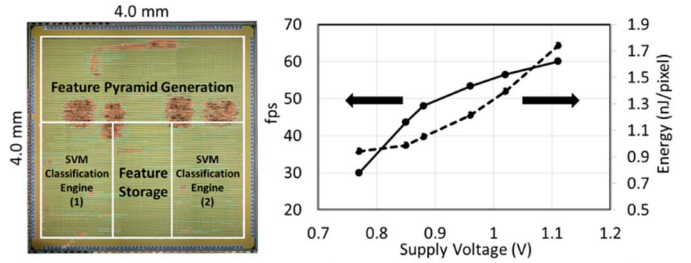 4.0 mm
4.0 mm
Feature Pyramid Generation
SVM
Classification
Engine
(1)
Feature
Storage
SVM
Classification
Engine
(2)
70
60
50
40
30
20
fps
1.9
1.7
1.5
1.3
1.1
0.9
0.7
0.5
Energy (nJ/pixel)
0.7
0.8
0.9
1
1.1
1.2
Supply Voltage (V)